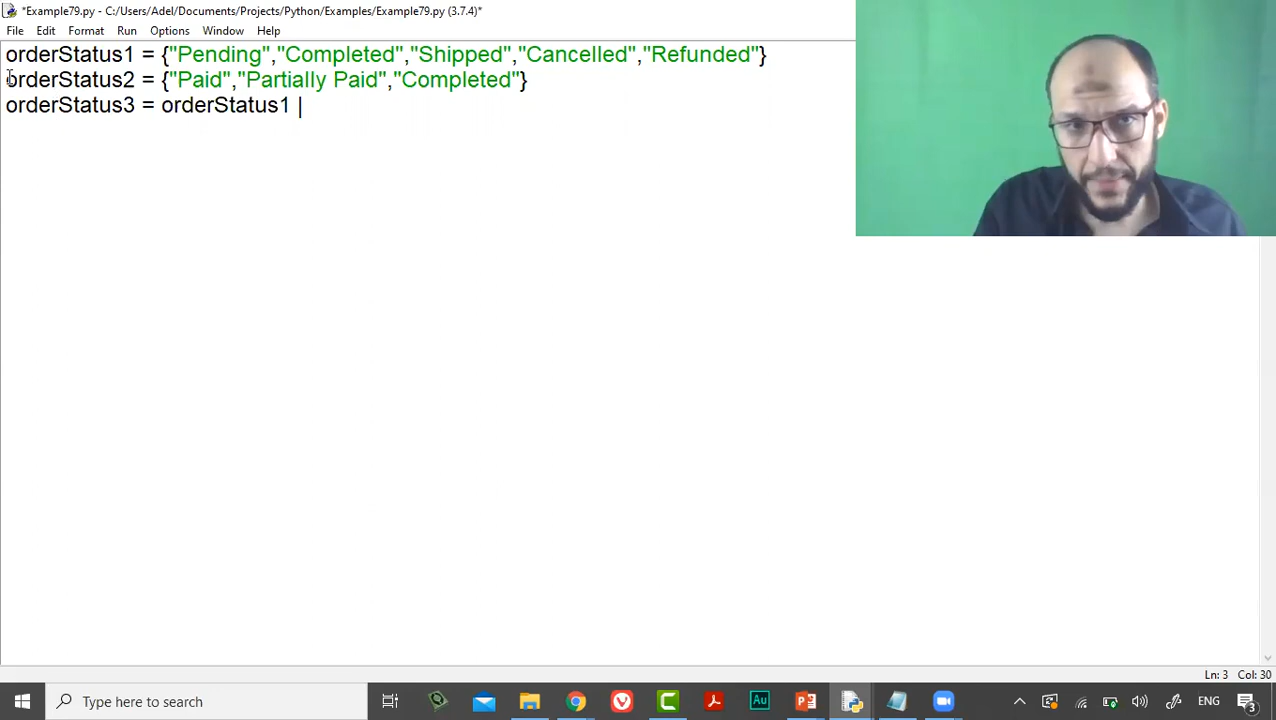 *Example79.py - C:/Users/Adel/Documents/Projects/Python/Examples/Example79.py (3.7.4)*
File Edit Format Run Options Window Help
orderStatus1 = {"Pending","Completed","Shipped","Cancelled","Refunded"}
orderStatus2 = {"Paid","Partially Paid","Completed"}
orderStatus3 = orderStatus1 |
Ln: 3 Col: 30
Type here to search
Au
ENG
3